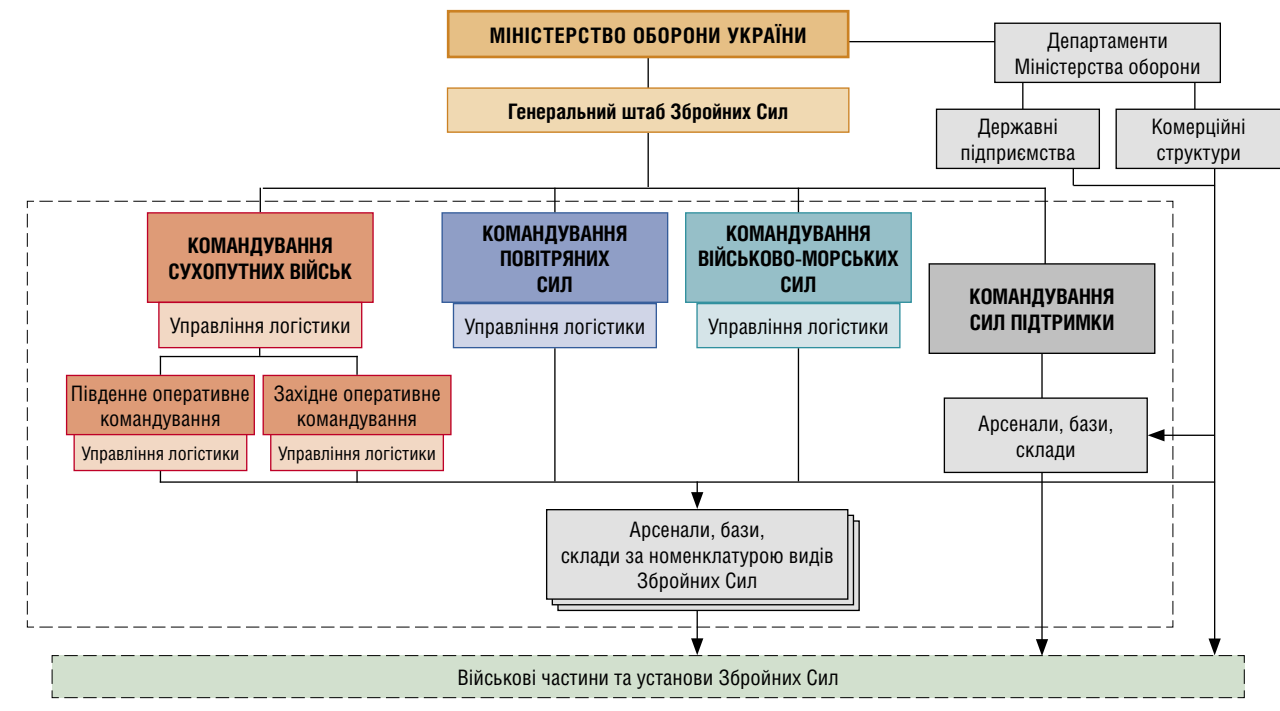 МІНІСТЕРСТВО ОБОРОНИ УКРАЇНИ
Департаменти
Міністерства оборони
Генеральний штаб Збройних Сил
Державні
підприємства
Комерційні
структури
КОМАНДУВАННЯ
СУХОПУТНИХ ВІЙСЬК
Управління логістики
КОМАНДУВАННЯ
ПОВІТРЯНИХ
СИЛ
Управління логістики
КОМАНДУВАННЯ
ВІЙСЬКОВО-МОРСЬКИХ
СИЛ
Управління логістики
КОМАНДУВАННЯ
СИЛ ПІДТРИМКИ
Південне оперативне
командування
Управління логістики
Західне оперативне
командування
Управління логістики
Арсенали, бази,
склади
Арсенали, бази,
склади за номенклатурою видів
Збройних Сил
Військові частини та установи Збройних Сил